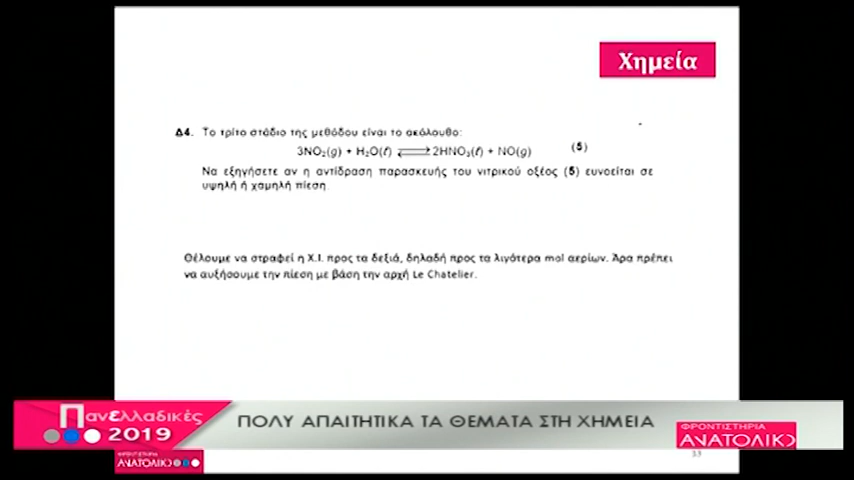 Χημεία
Δ4. Το τρίτο στάδιο της μεθόδου είναι το ακόλουθο:
3NO₂(g) + H₂O(ℓ) ⇌ 2HNO₃(ℓ) + NO(g) (5)
Να εξηγήσετε αν η αντίδραση παρασκευής του νιτρικού οξέος (5) ευνοείται σε
υψηλή ή χαμηλή πίεση.
Θέλουμε να στραφεί η Χ.Ι. προς τα δεξιά, δηλαδή προς τα λιγότερα mol αερίων. Άρα πρέπει
να αυξήσουμε την πίεση με βάση την αρχή Le Chatelier.
Πανελλαδικές
2019
ΠΟΛΥ ΑΠΑΙΤΗΤΙΚΑ ΤΑ ΘΕΜΑΤΑ ΣΤΗ ΧΗΜΕΙΑ
ΦΡΟΝΤΙΣΤΗΡΙΑ
ΑΝΑΤΟΛΙΚΟ
ΦΡΟΝΤΙΣΤΗΡΙΑ
ΑΝΑΤΟΛΙΚΟ
33